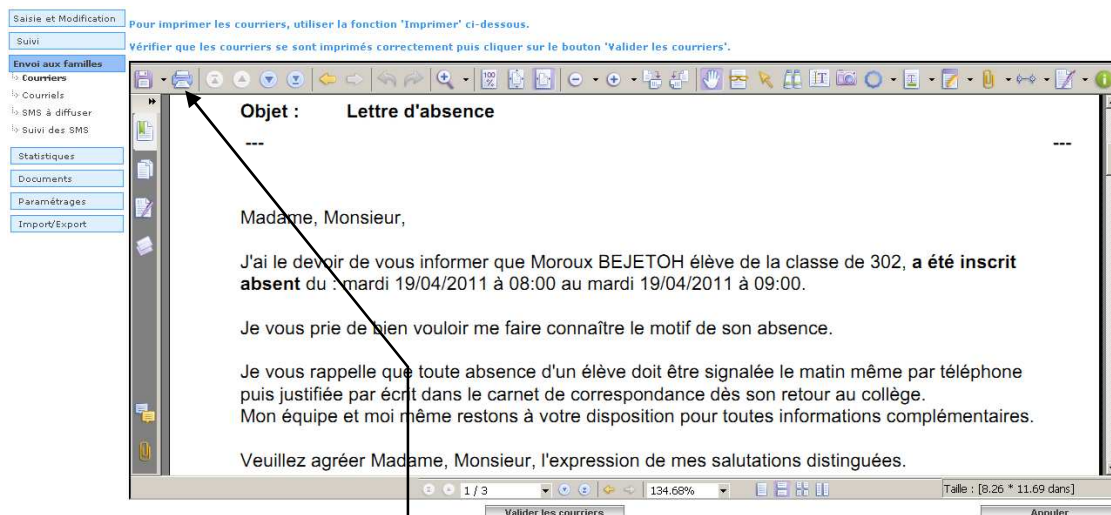 Saisie et Modification
Suivi
Envoi aux familles
Courriers
Courriels
SMS à diffuser
Suivi des SMS
Statistiques
Documents
Paramétrages
Import/Export
Pour imprimer les courriers, utiliser la fonction 'Imprimer' ci-dessous.
Vérifier que les courriers se sont imprimés correctement puis cliquer sur le bouton 'Valider les courriers'.
Objet : Lettre d'absence
--- ---
Madame, Monsieur,
J'ai le devoir de vous informer que Moroux BEJETOH élève de la classe de 302, a été inscrit
absent du : mardi 19/04/2011 à 08:00 au mardi 19/04/2011 à 09:00.
Je vous prie de bien vouloir me faire connaître le motif de son absence.
Je vous rappelle que toute absence d'un élève doit être signalée le matin même par téléphone
puis justifiée par écrit dans le carnet de correspondance dès son retour au collège.
Mon équipe et moi même restons à votre disposition pour toutes informations complémentaires.
Veuillez agréer Madame, Monsieur, l'expression de mes salutations distinguées.
1 / 3 134.68% Taille : [8.26 * 11.69 dans]
Valider les courriers Annuler